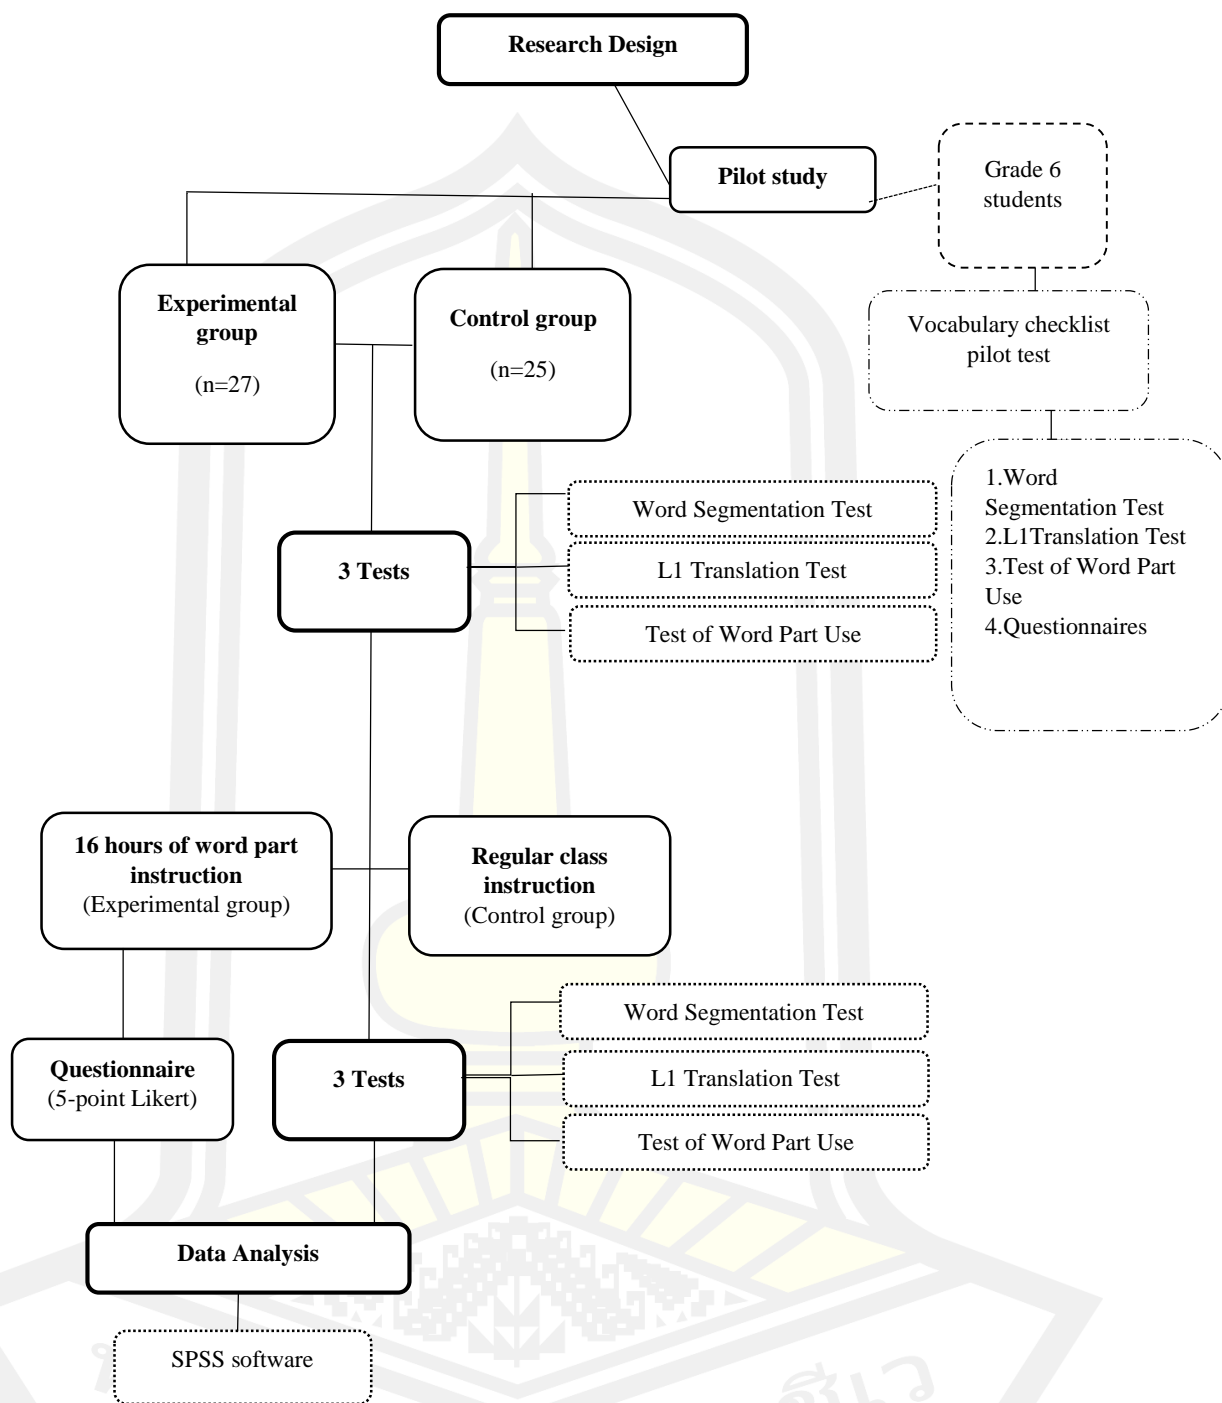 Research Design
Pilot study
Grade 6
students
Experimental
group
(n=27)
Control group
(n=25)
Vocabulary checklist
pilot test
1.Word
Segmentation Test
2.L1Translation Test
3.Test of Word Part
Use
4.Questionnaires
3 Tests
Word Segmentation Test
L1 Translation Test
Test of Word Part Use
16 hours of word part
instruction
(Experimental group)
Regular class
instruction
(Control group)
Questionnaire
(5-point Likert)
3 Tests
Word Segmentation Test
L1 Translation Test
Test of Word Part Use
Data Analysis
SPSS software